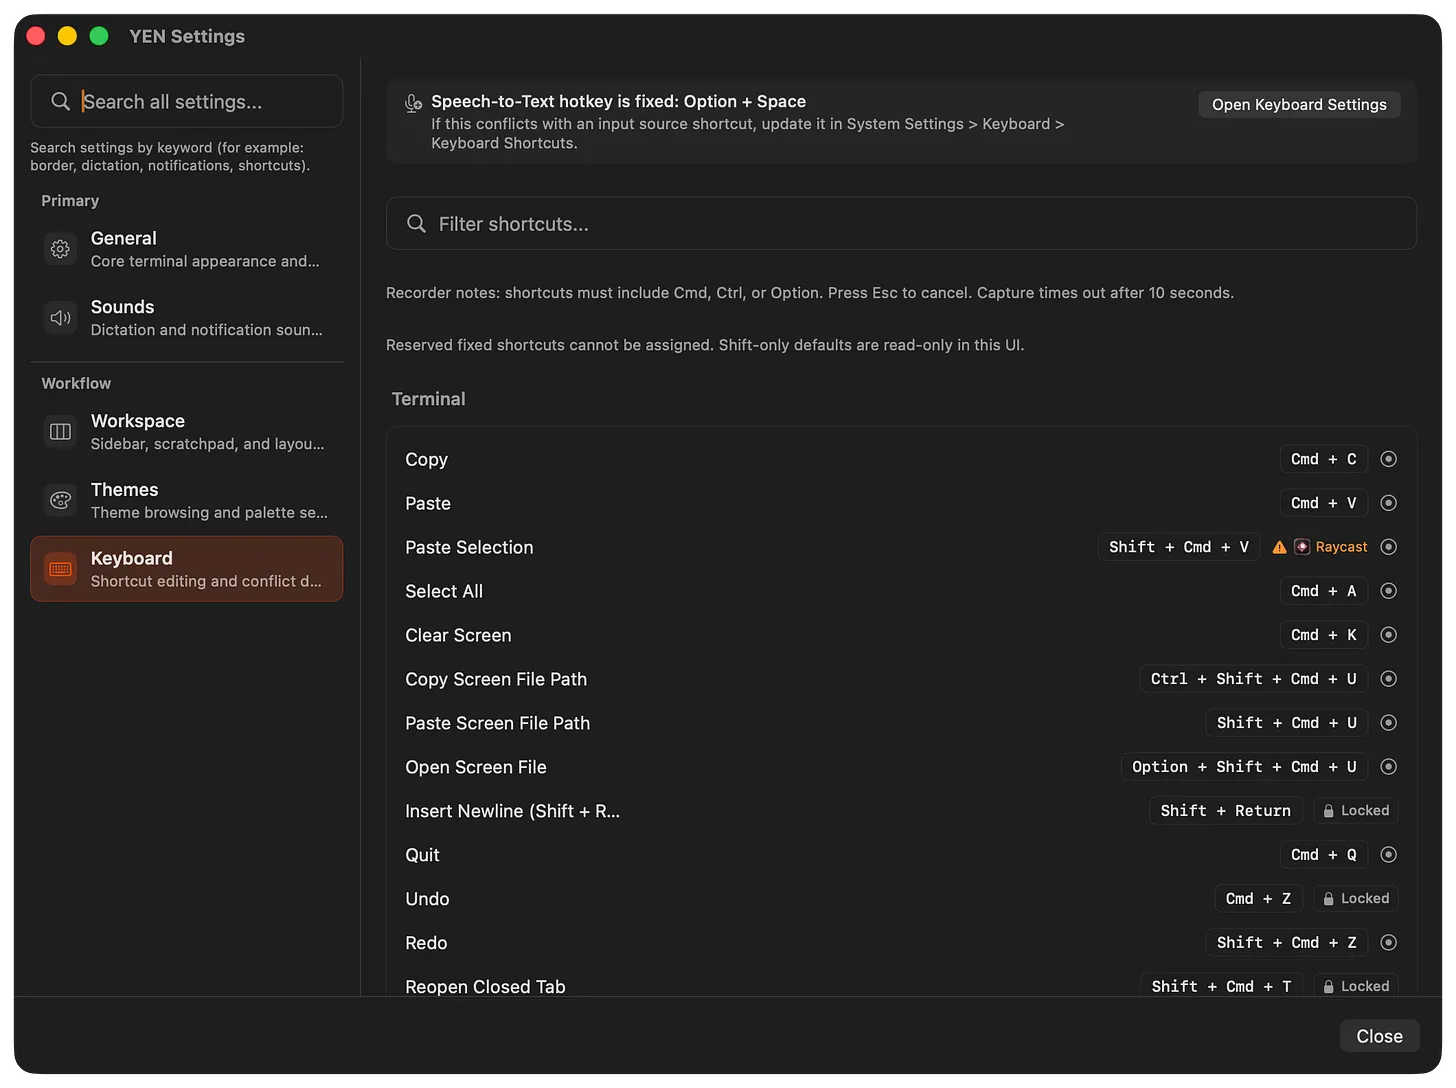 YEN Settings
Search all settings...
Search settings by keyword (for example:
border, dictation, notifications, shortcuts).
Primary
General
Core terminal appearance and...
Sounds
Dictation and notification soun...
Workflow
Workspace
Sidebar, scratchpad, and layou...
Themes
Theme browsing and palette se...
Keyboard
Shortcut editing and conflict d...
Speech-to-Text hotkey is fixed: Option + Space
If this conflicts with an input source shortcut, update it in System Settings > Keyboard >
Keyboard Shortcuts.
Open Keyboard Settings
Filter shortcuts...
Recorder notes: shortcuts must include Cmd, Ctrl, or Option. Press Esc to cancel. Capture times out after 10 seconds.
Reserved fixed shortcuts cannot be assigned. Shift-only defaults are read-only in this UI.
Terminal
Copy Cmd + C
Paste Cmd + V
Paste Selection Shift + Cmd + V Raycast
Select All Cmd + A
Clear Screen Cmd + K
Copy Screen File Path Ctrl + Shift + Cmd + U
Paste Screen File Path Shift + Cmd + U
Open Screen File Option + Shift + Cmd + U
Insert Newline (Shift + R... Shift + Return Locked
Quit Cmd + Q
Undo Cmd + Z Locked
Redo Shift + Cmd + Z
Reopen Closed Tab Shift + Cmd + T Locked
Close